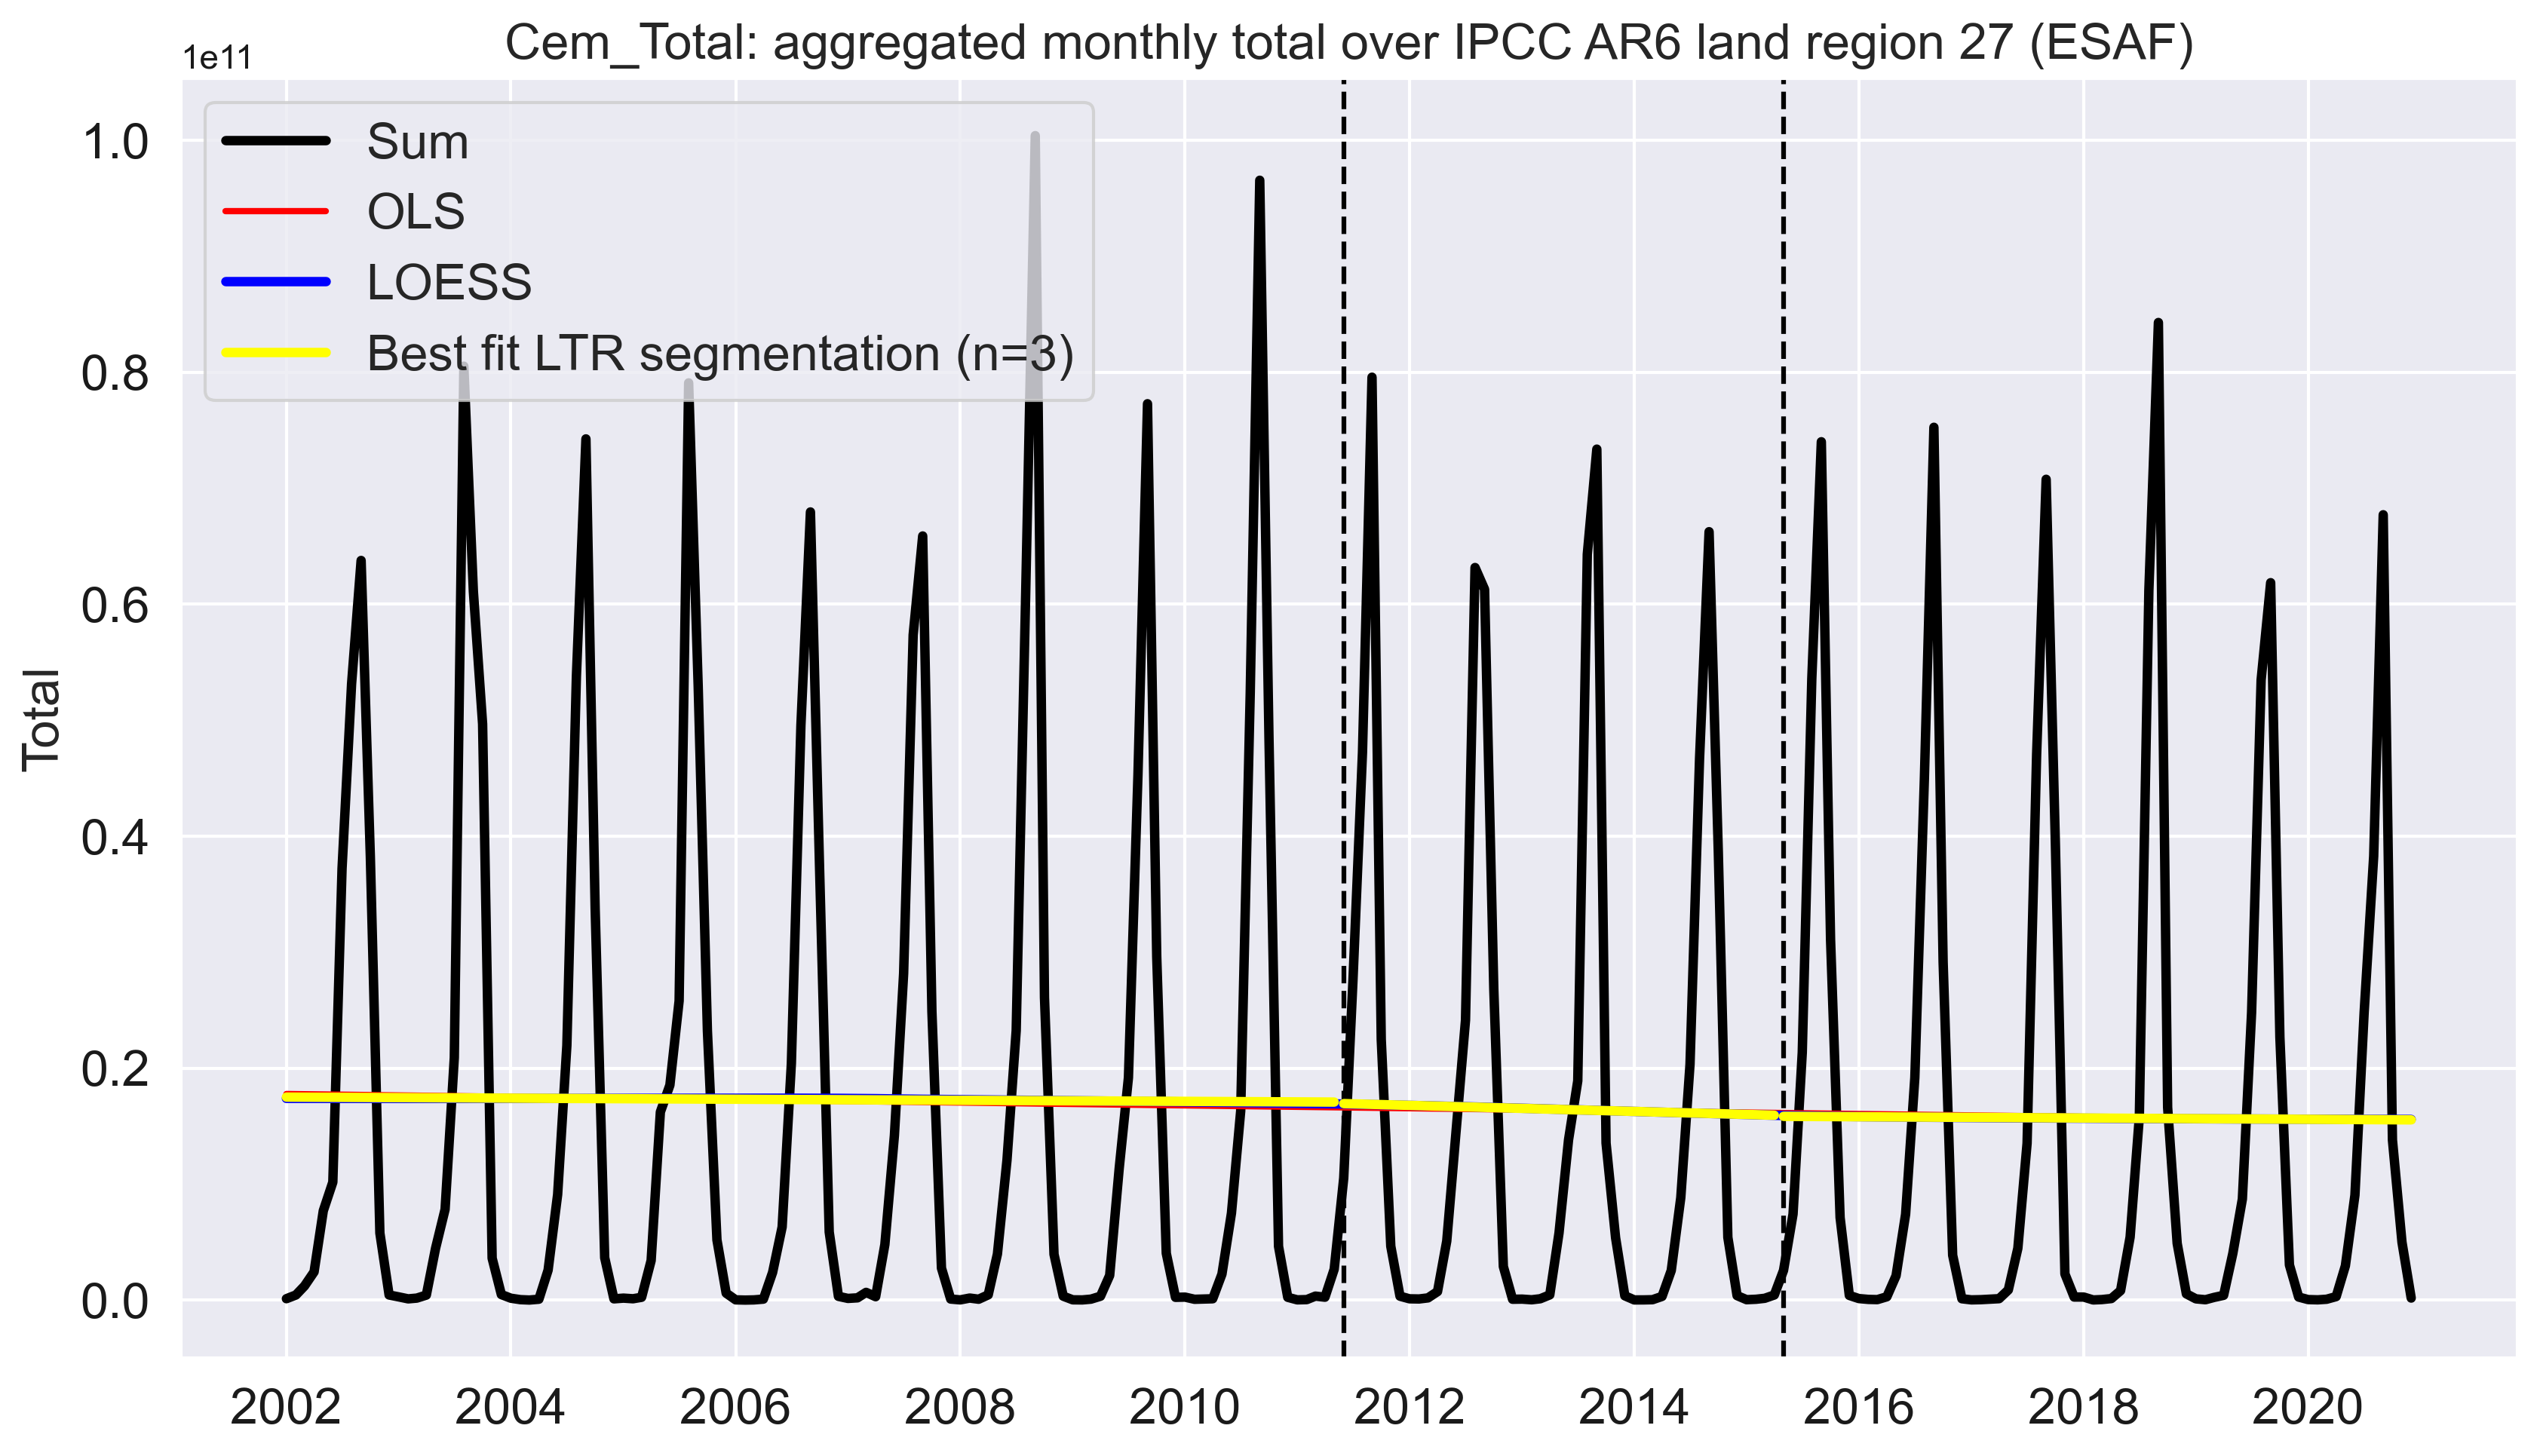 Cem_Total: aggregated monthly total over IPCC AR6 land region 27 (ESAF)
1e11
Sum
OLS
LOESS
Best fit LTR segmentation (n=3)
1.0
0.8
0.6
0.4
0.2
0.0
Total
2002 2004 2006 2008 2010 2012 2014 2016 2018 2020